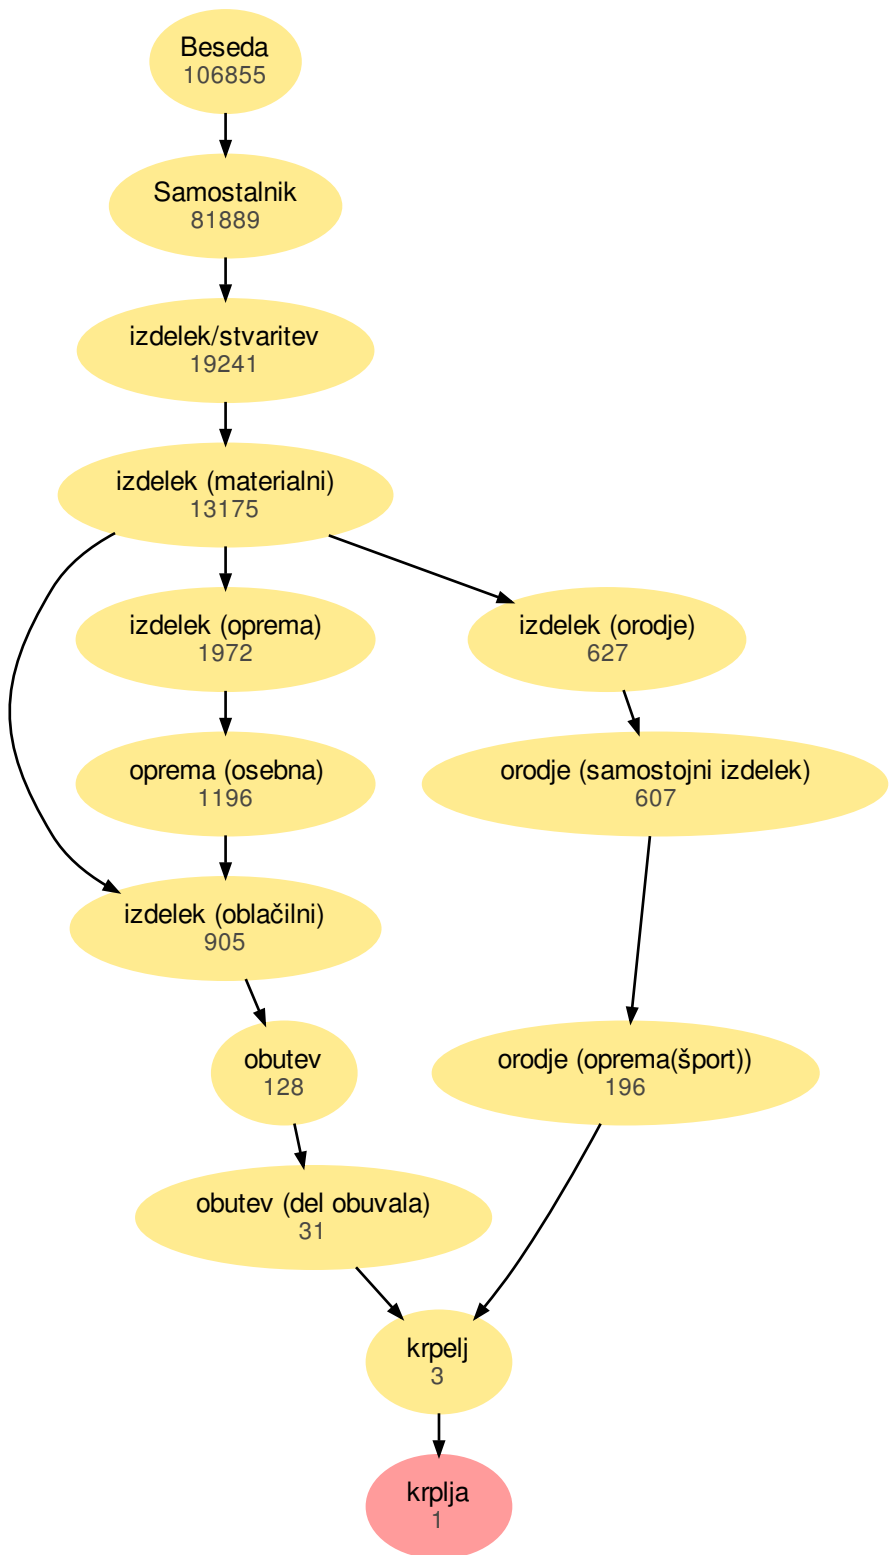 Beseda
106855
Samostalnik
81889
izdelek/stvaritev
19241
izdelek (materialni)
13175
izdelek (oprema)
1972
izdelek (orodje)
627
oprema (osebna)
1196
orodje (samostojni izdelek)
607
izdelek (oblačilni)
905
obutev
128
orodje (oprema(šport))
196
obutev (del obuvala)
31
krpelj
3
krplja
1